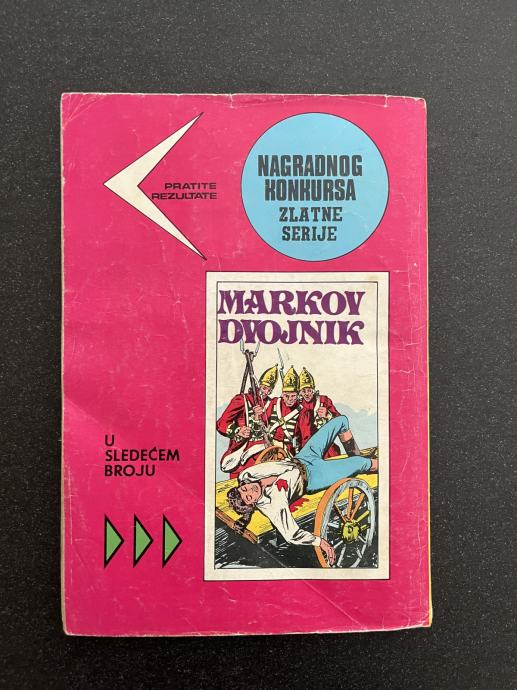 PRATITE
REZULTATE
NAGRADNOG
KONKURSA
ZLATNE
SERIJE
MARKOV
DVOJNIK
U
SLEDEĆEM
BROJU